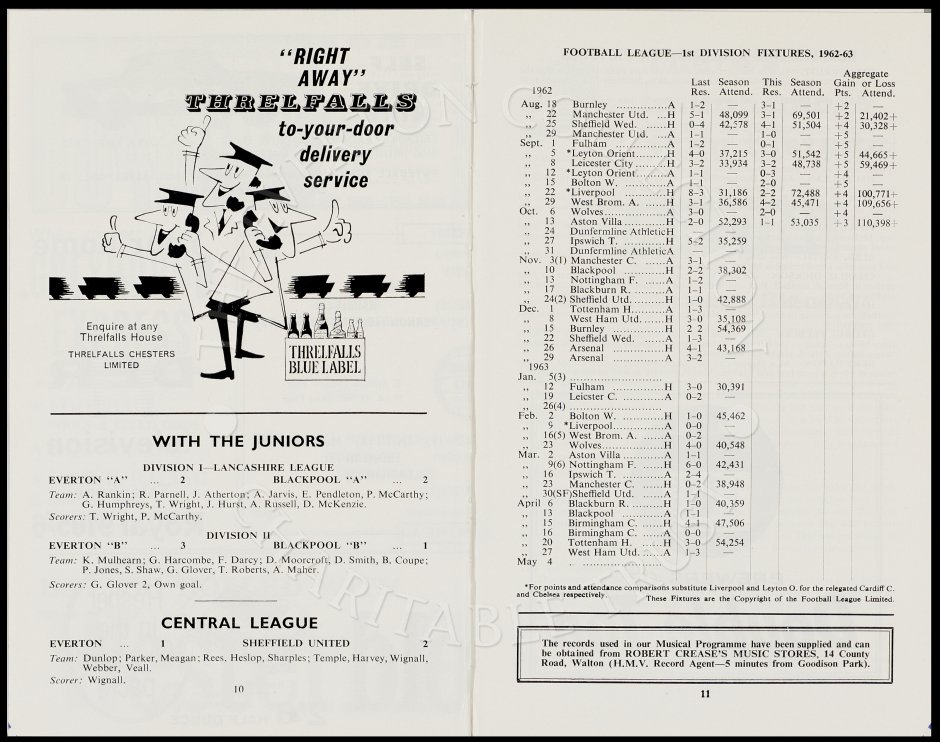 "RIGHT
AWAY"
THRELFALLS
to-your-door
delivery
service
Enquire at any
Threlfalls House
THRELFALLS CHESTERS
LIMITED
THRELFALLS
BLUE LABEL
WITH THE JUNIORS
DIVISION I—LANCASHIRE LEAGUE
EVERTON "A" ... 2 BLACKPOOL "A" ... 2
Team: A. Rankin; R. Parnell, J. Atherton; A. Jarvis, E. Pendleton, P. McCarthy;
G. Humphreys, T. Wright, J. Hurst, A. Russell, D. McKenzie.
Scorers: T. Wright, P. McCarthy.
DIVISION II
EVERTON "B" ... 3 BLACKPOOL "B" ... 1
Team: K. Mulhearn; G. Harcombe, F. Darcy; D. Moorcroft, D. Smith, B. Coupe;
P. Jones, S. Shaw, G. Glover, T. Roberts, A. Maher.
Scorers: G. Glover 2, Own goal.
CENTRAL LEAGUE
EVERTON ... 1 SHEFFIELD UNITED 2
Team: Dunlop; Parker, Meagan; Rees, Heslop, Sharples; Temple, Harvey, Wignall,
Webber, Veall.
Scorer: Wignall.
10
FOOTBALL LEAGUE—1st DIVISION FIXTURES, 1962-63
Aggregate
Last Season This Season Gain or Loss
1962 Res. Attend. Res. Attend. Pts. Attend.
Aug. 18 Burnley ............... A 1–2 — 3–1 — +2 —
„ 22 Manchester Utd. ...H 5–1 48,099 3–1 69,501 +2 21,402+
„ 25 Sheffield Wed. ......H 0–4 42,578 4–1 51,504 +4 30,328+
„ 29 Manchester Utd. ...A 1–1 — 1–0 — +5 —
Sept. 1 Fulham ...............A 1–2 — 0–1 — +5 —
„ 5 *Leyton Orient.........H 4–0 37,215 3–0 51,542 +5 44,665+
„ 8 Leicester City.........H 3–2 33,934 3–2 48,738 +5 59,469+
„ 12 *Leyton Orient.........A 1–1 — 0–3 — +4 —
„ 15 Bolton W. ............A 1–1 — 2–0 — +5 —
„ 22 *Liverpool ............H 8–3 31,186 2–2 72,488 +4 100,771+
„ 29 West Brom. A. ......H 3–1 36,586 4–2 45,471 +4 109,656+
Oct. 6 Wolves..................A 3–0 — 2–0 — +4 —
„ 13 Aston Villa ............H 2–0 52,293 1–1 53,035 +3 110,398+
„ 24 Dunfermline AthleticH — —
„ 27 Ipswich T. ............H 5–2 35,259
„ 31 Dunfermline AthleticA
Nov. 3(1) Manchester C. ......A 3–1 —
„ 10 Blackpool ............H 2–2 38,302
„ 13 Nottingham F. ......A 1–2 —
„ 17 Blackburn R. .........A 1–1 —
„ 24(2) Sheffield Utd..........H 1–0 42,888
Dec. 1 Tottenham H..........A 1–3 —
„ 8 West Ham Utd. ......H 3–0 35,108
„ 15 Burnley ...............H 2 2 54,369
„ 22 Sheffield Wed. ......A 1–3 —
„ 26 Arsenal ...............H 4–1 43,168
„ 29 Arsenal ...............A 3–2 —
1963
Jan. 5(3) ..............................
„ 12 Fulham ...............H 3–0 30,391
„ 19 Leicster C. ............A 0–2 —
„ 26(4) ..............................
Feb. 2 Bolton W. ............H 1–0 45,462
„ 9 *Liverpool...............A 0–0 —
„ 16(5) West Brom. A. ......A 0–2 —
„ 23 Wolves..................H 4–0 40,548
Mar. 2 Aston Villa ............A 1–1 —
„ 9(6) Nottingham F. ......H 6–0 42,431
„ 16 Ipswich T. ............A 2–4 —
„ 23 Manchester C. ......H 0–2 38,948
„ 30(SF)Sheffield Utd. ......A 1–1 —
April 6 Blackburn R. .........H 1–0 40,359
„ 13 Blackpool ............A 1–1 —
„ 15 Birmingham C. ......H 4–1 47,506
„ 16 Birmingham C. ......A 0–0 —
„ 20 Tottenham H. .........H 3–0 54,254
„ 27 West Ham Utd. ......A 1–3 —
May 4 ..............................
*For points and attendance comparisons substitute Liverpool and Leyton O. for the relegated Cardiff C.
and Chelsea respectively. These Fixtures are the Copyright of the Football League Limited.
The records used in our Musical Programme have been supplied and can
be obtained from ROBERT CREASE'S MUSIC STORES, 14 County
Road, Walton (H.M.V. Record Agent—5 minutes from Goodison Park).
11